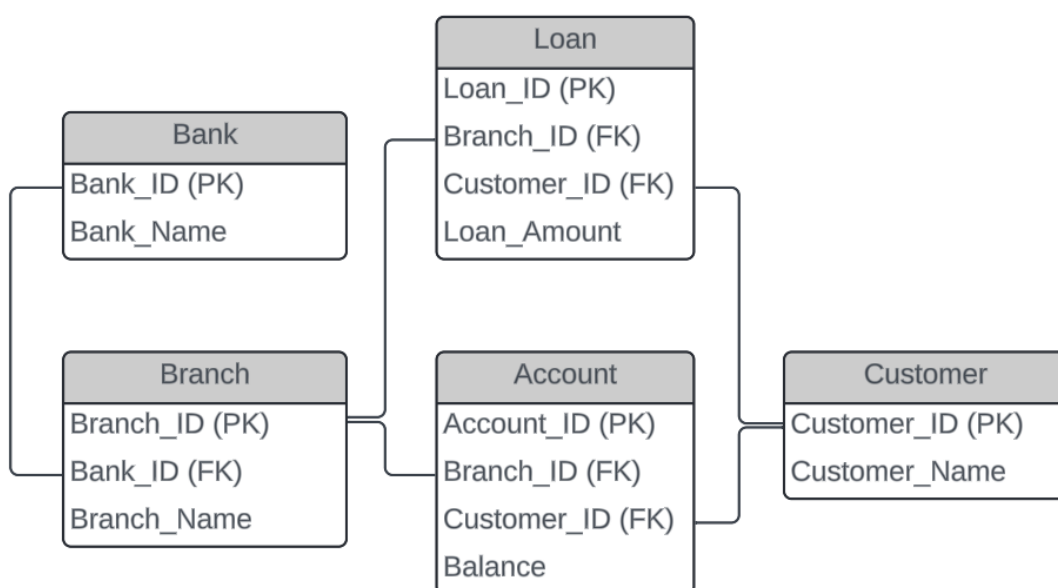 Loan
Loan_ID (PK)
Branch_ID (FK)
Customer_ID (FK)
Loan_Amount
Bank
Bank_ID (PK)
Bank_Name
Branch
Branch_ID (PK)
Bank_ID (FK)
Branch_Name
Account
Account_ID (PK)
Branch_ID (FK)
Customer_ID (FK)
Balance
Customer
Customer_ID (PK)
Customer_Name